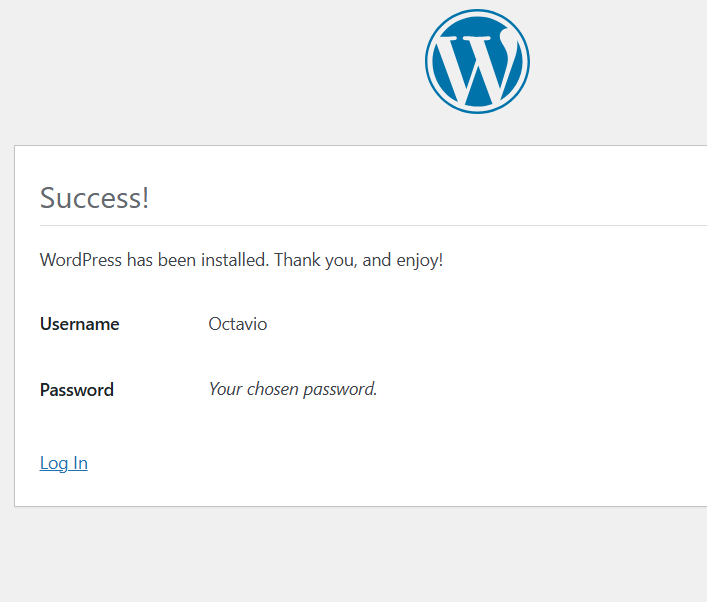 Success!
WordPress has been installed. Thank you, and enjoy!
Username Octavio
Password Your chosen password.
Log In